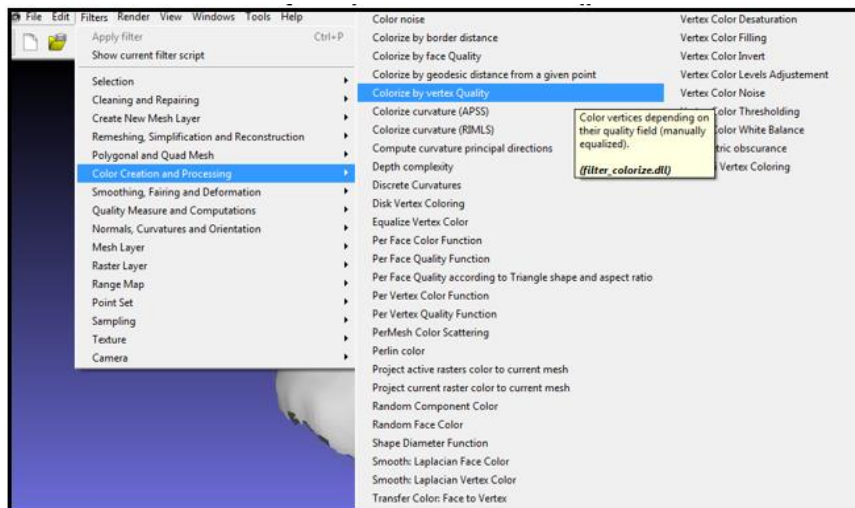 File Edit Filters Render View Windows Tools Help
Apply filter Ctrl+P
Show current filter script
Selection
Cleaning and Repairing
Create New Mesh Layer
Remeshing, Simplification and Reconstruction
Polygonal and Quad Mesh
Color Creation and Processing
Smoothing, Fairing and Deformation
Quality Measure and Computations
Normals, Curvatures and Orientation
Mesh Layer
Raster Layer
Range Map
Point Set
Sampling
Texture
Camera
Color noise
Colorize by border distance
Colorize by face Quality
Colorize by geodesic distance from a given point
Colorize by vertex Quality
Colorize curvature (APSS)
Colorize curvature (RIMLS)
Compute curvature principal directions
Depth complexity
Discrete Curvatures
Disk Vertex Coloring
Equalize Vertex Color
Per Face Color Function
Per Face Quality Function
Per Face Quality according to Triangle shape and aspect ratio
Per Vertex Color Function
Per Vertex Quality Function
PerMesh Color Scattering
Perlin color
Project active rasters color to current mesh
Project current raster color to current mesh
Random Component Color
Random Face Color
Shape Diameter Function
Smooth: Laplacian Face Color
Smooth: Laplacian Vertex Color
Transfer Color: Face to Vertex
Vertex Color Desaturation
Vertex Color Filling
Vertex Color Invert
Vertex Color Levels Adjustement
Vertex Color Noise
Color Thresholding
Color White Balance
tric obscurance
Vertex Coloring
Color vertices depending on
their quality field (manually
equalized).
(filter_colorize.dll)